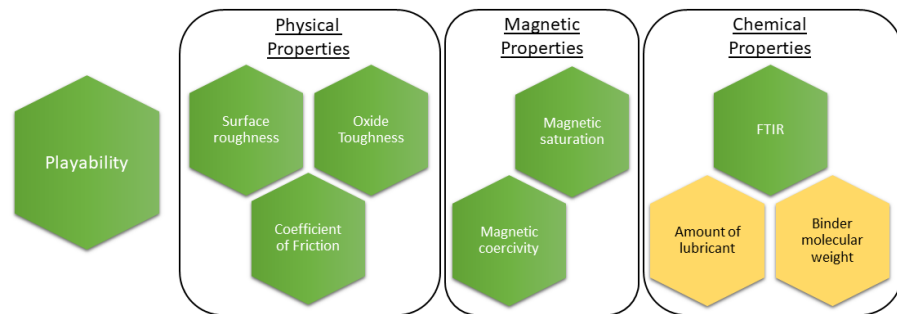 Playability
Physical
Properties
Surface
roughness
Oxide
Toughness
Coefficient
of Friction
Magnetic
Properties
Magnetic
saturation
Magnetic
coercivity
Chemical
Properties
FTIR
Amount of
lubricant
Binder
molecular
weight